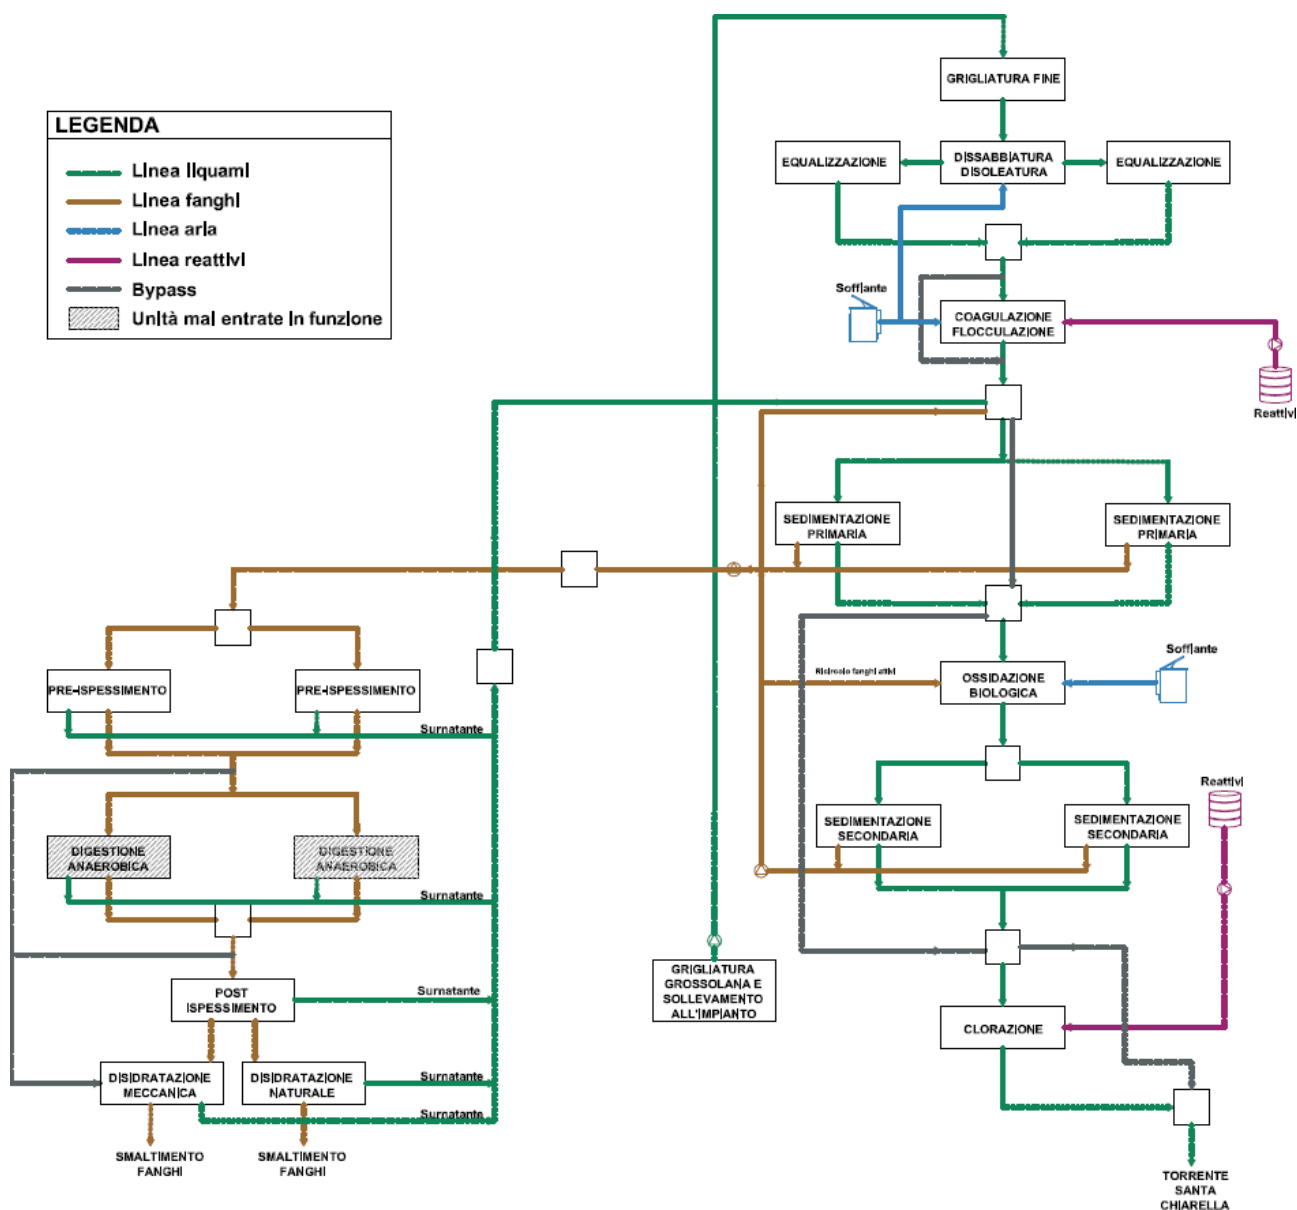 GRIGLIATURA FINE
LEGENDA
Linea liquami
Linea fanghi
Linea aria
Linea reattivi
Bypass
Unità mai entrate in funzione
EQUALIZZAZIONE
DISSABBIATURA
DISOLEATURA
EQUALIZZAZIONE
Soffiante
COAGULAZIONE
FLOCCULAZIONE
Reattivi
SEDIMENTAZIONE
PRIMARIA
SEDIMENTAZIONE
PRIMARIA
PRE-ISPESSIMENTO
PRE-ISPESSIMENTO
Surnatante
Ricircolo fanghi attivi
OSSIDAZIONE
BIOLOGICA
Soffiante
Reattivi
SEDIMENTAZIONE
SECONDARIA
SEDIMENTAZIONE
SECONDARIA
DIGESTIONE
ANAEROBICA
DIGESTIONE
ANAEROBICA
Surnatante
POST
ISPESSIMENTO
Surnatante
GRIGLIATURA
GROSSOLANA E
SOLLEVAMENTO
ALL'IMPIANTO
CLORAZIONE
DISIDRATAZIONE
MECCANICA
DISIDRATAZIONE
NATURALE
Surnatante
Surnatante
SMALTIMENTO
FANGHI
SMALTIMENTO
FANGHI
TORRENTE
SANTA
CHIARELLA